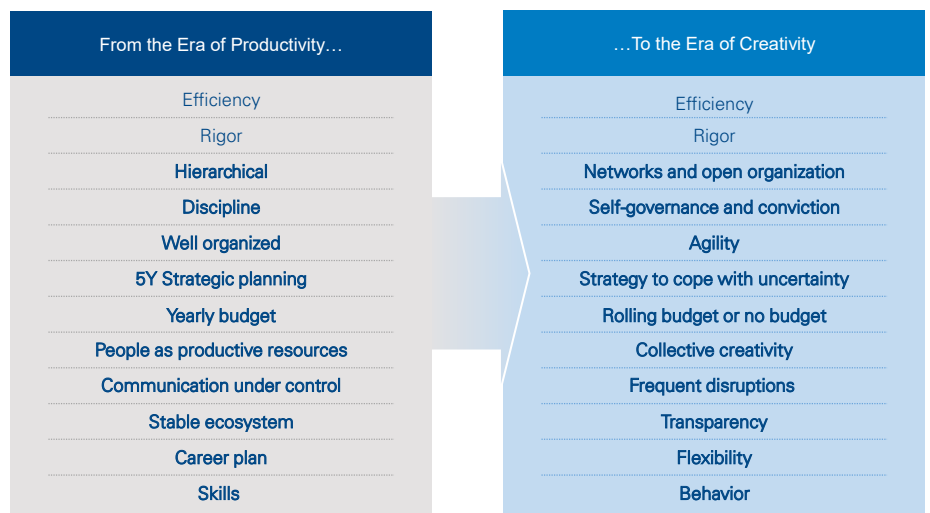 From the Era of Productivity…
Efficiency
Rigor
Hierarchical
Discipline
Well organized
5Y Strategic planning
Yearly budget
People as productive resources
Communication under control
Stable ecosystem
Career plan
Skills
…To the Era of Creativity
Efficiency
Rigor
Networks and open organization
Self-governance and conviction
Agility
Strategy to cope with uncertainty
Rolling budget or no budget
Collective creativity
Frequent disruptions
Transparency
Flexibility
Behavior